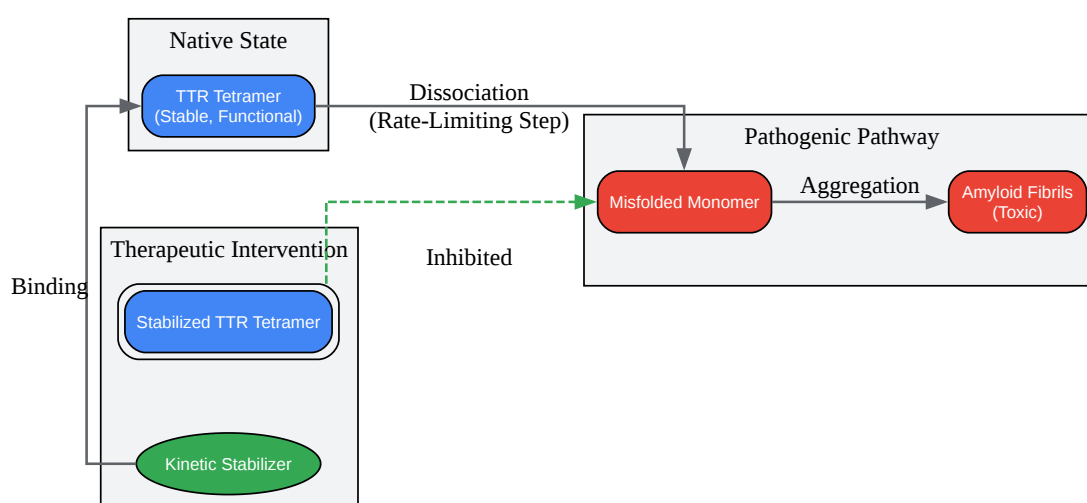 Native State
TTR Tetramer
(Stable, Functional)
Dissociation
(Rate-Limiting Step)
Pathogenic Pathway
Misfolded Monomer
Aggregation
Amyloid Fibrils
(Toxic)
Therapeutic Intervention
Inhibited
Binding
Stabilized TTR Tetramer
Kinetic Stabilizer